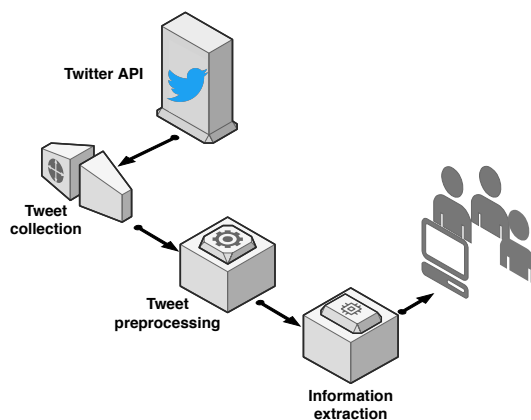 Twitter API
Tweet
collection
Tweet
preprocessing
Information
extraction